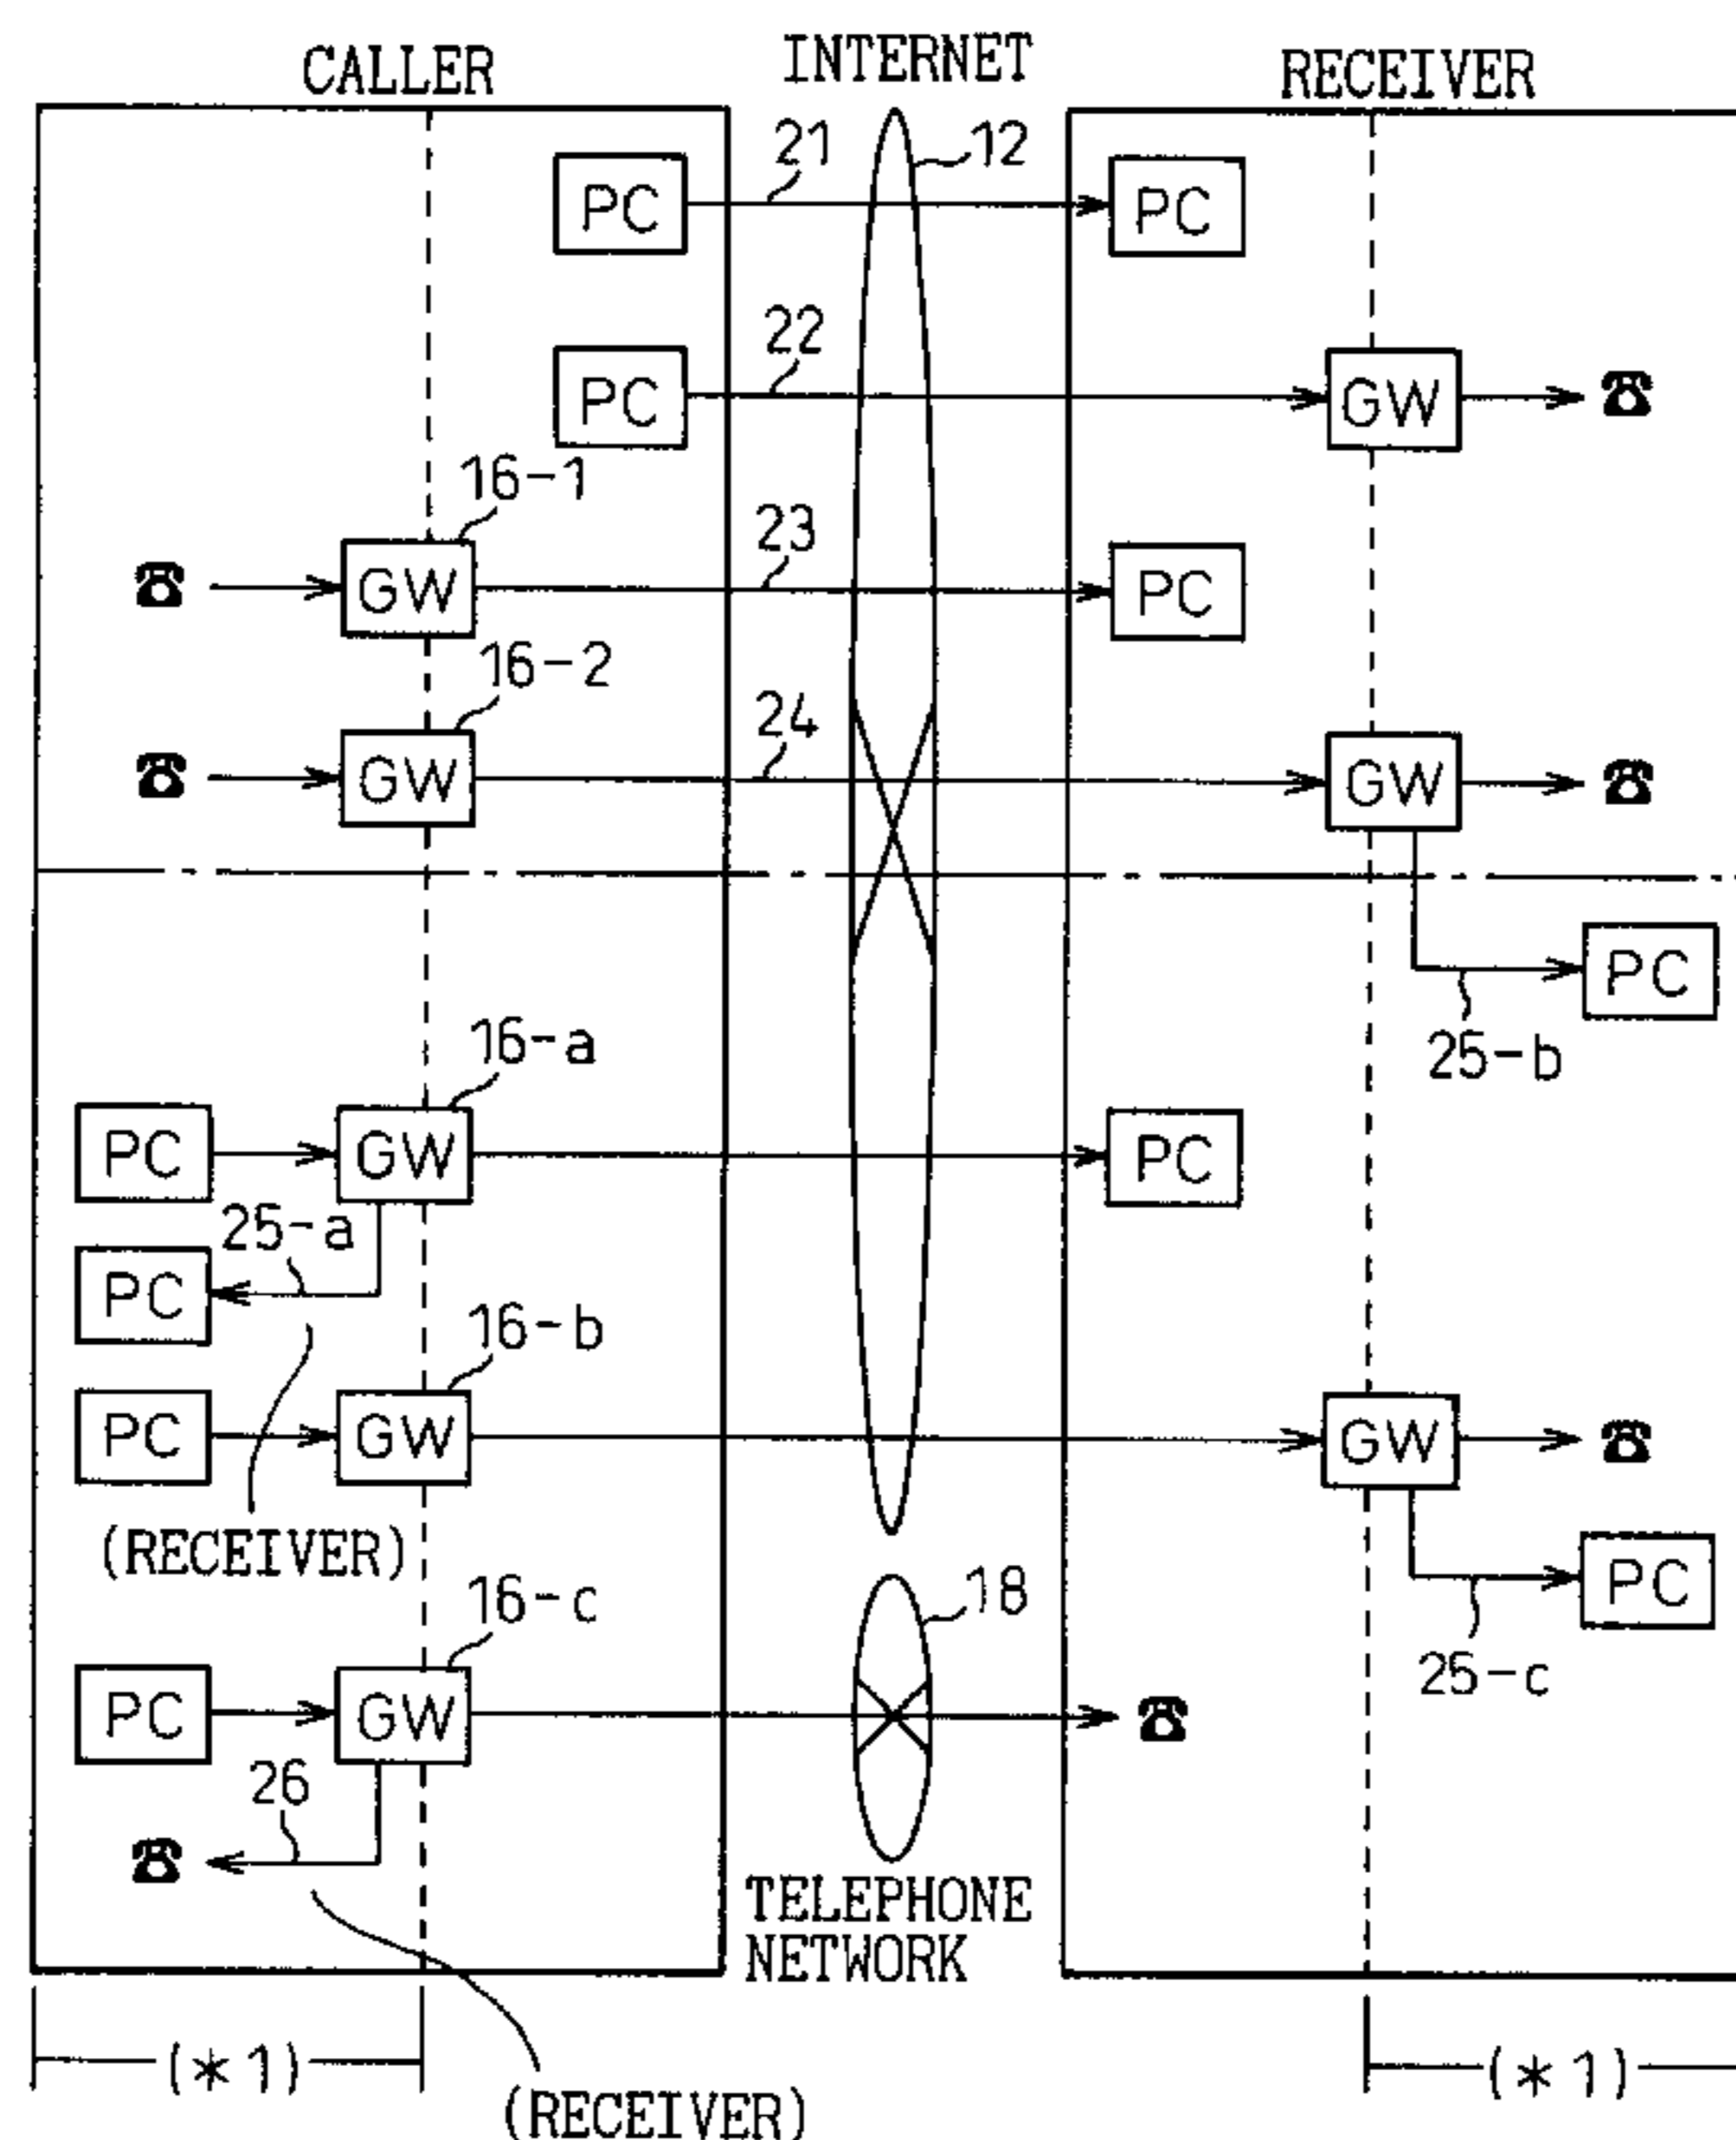 CALLER
INTERNET
RECEIVER
21
12
PC
PC
22
PC
GW
16-1
23
GW
PC
16-2
24
GW
GW
PC
25-b
16-a
PC
GW
PC
25-a
PC
16-b
PC
GW
GW
(RECEIVER)
16-c
18
PC
25-c
PC
GW
26
TELEPHONE
NETWORK
(*1)
(*1)
(RECEIVER)